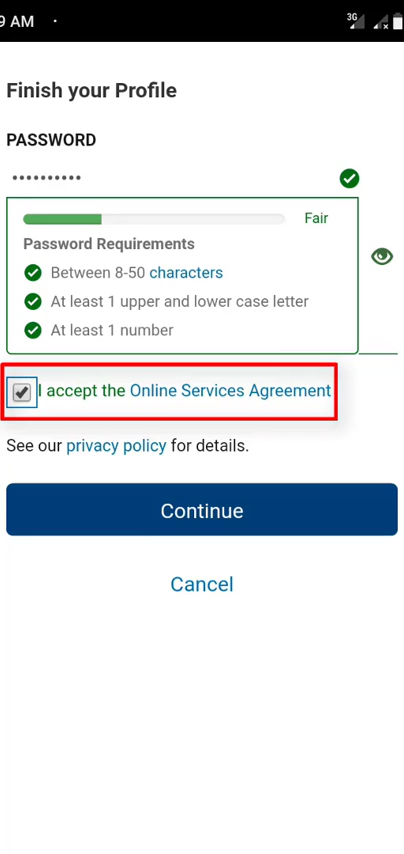 9 AM
3G
Finish your Profile
PASSWORD
••••••••••
Fair
Password Requirements
Between 8-50 characters
At least 1 upper and lower case letter
At least 1 number
I accept the Online Services Agreement
See our privacy policy for details.
Continue
Cancel